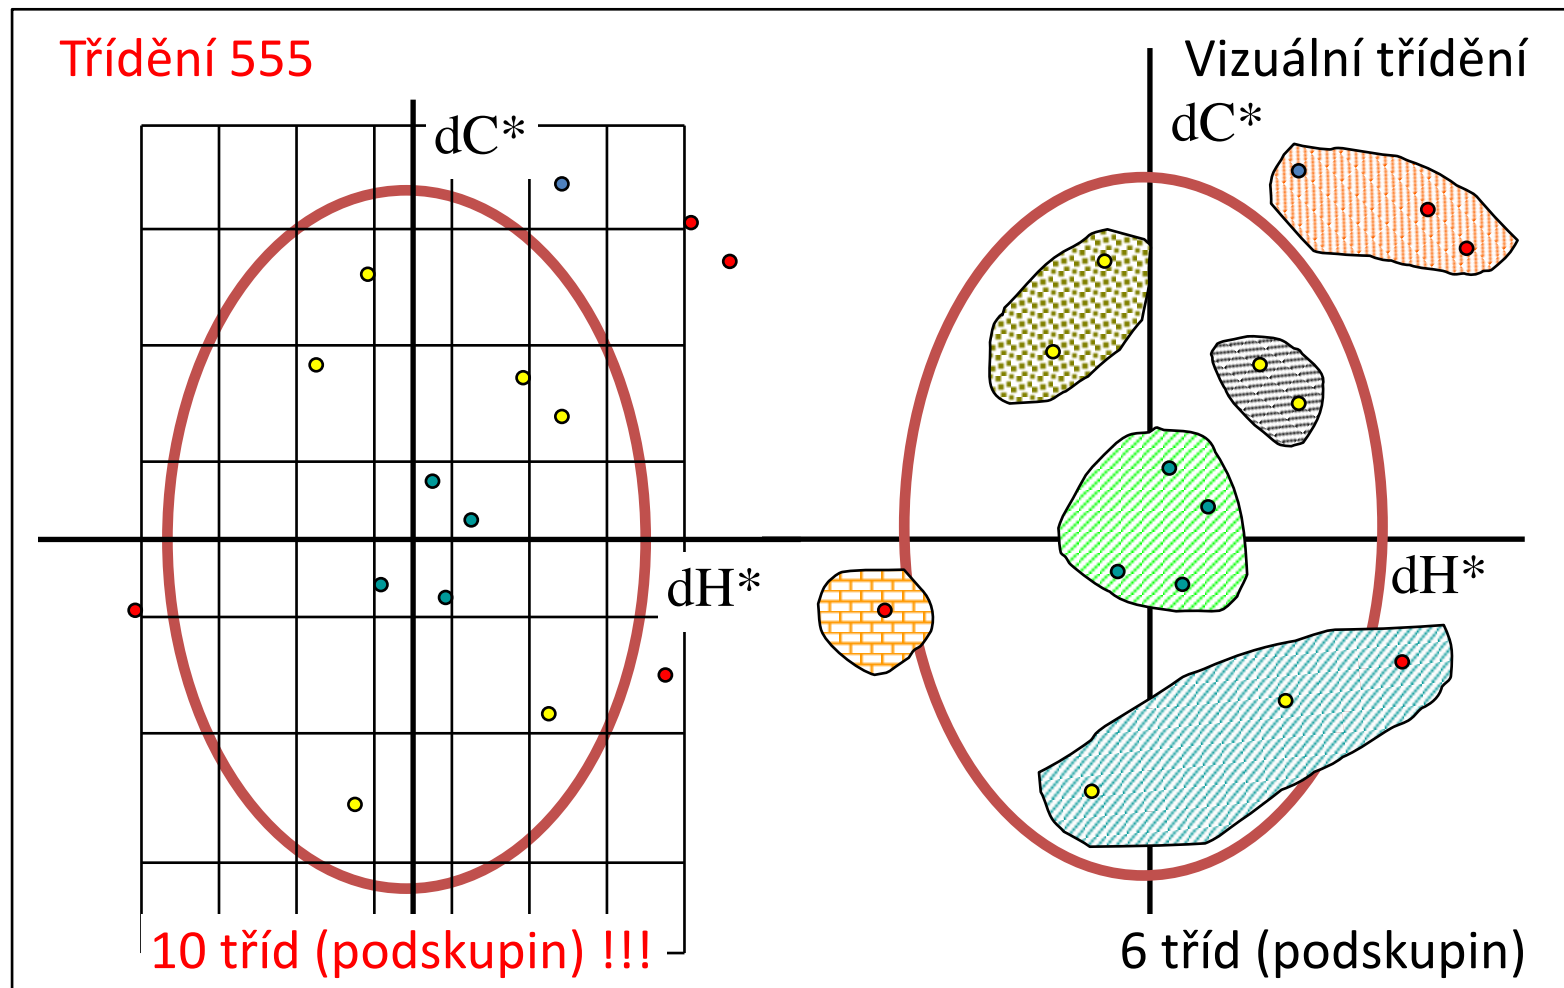 Třídění 555
Vizuální třídění
dC*
dC*
dH*
dH*
10 tříd (podskupin) !!!
6 tříd (podskupin)